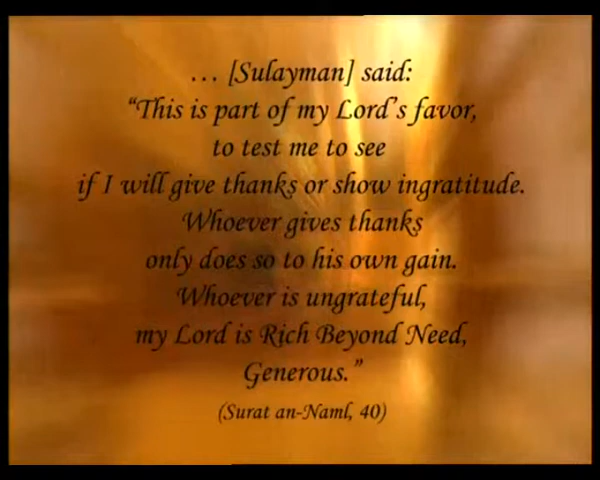 … [Sulayman] said:
“This is part of my Lord’s favor,
to test me to see
if I will give thanks or show ingratitude.
Whoever gives thanks
only does so to his own gain.
Whoever is ungrateful,
my Lord is Rich Beyond Need,
Generous.”
(Surat an-Naml, 40)